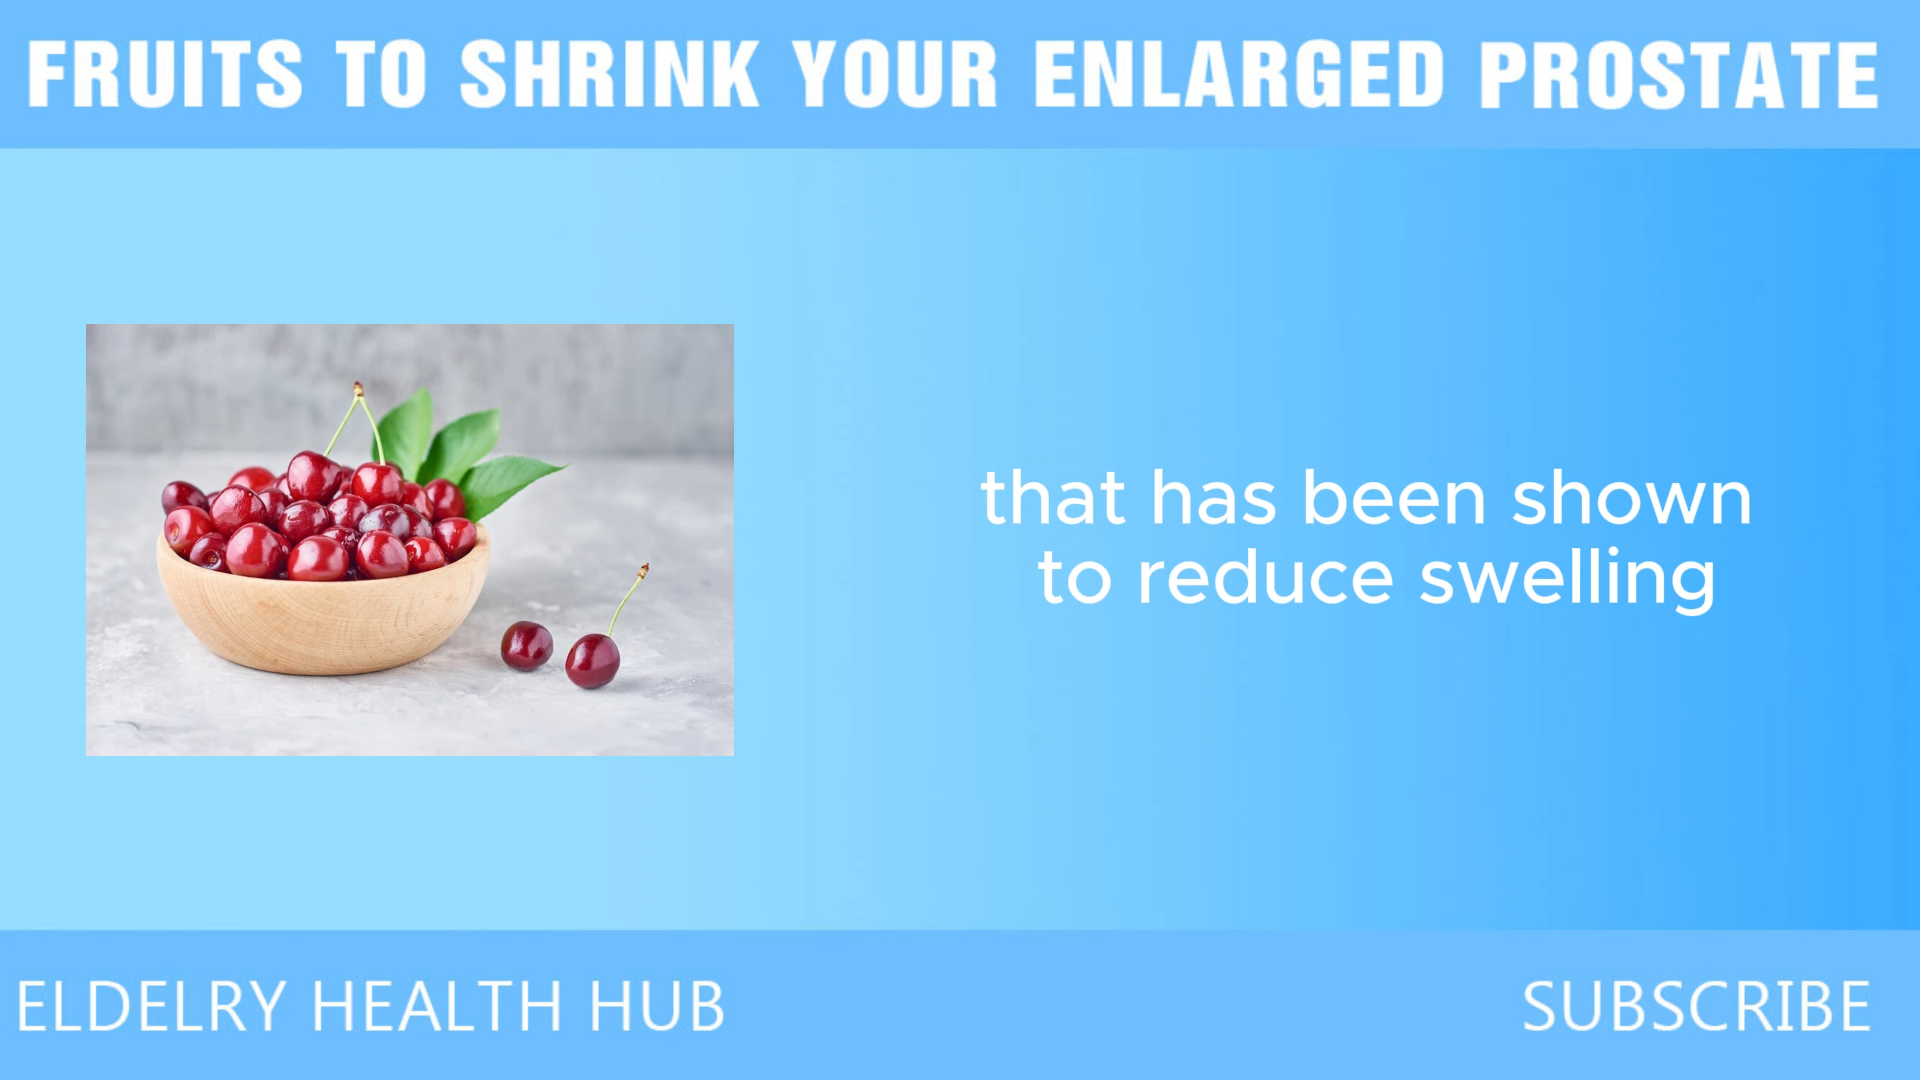 FRUITS TO SHRINK YOUR ENLARGED PROSTATE
that has been shown
to reduce swelling
ELDELRY HEALTH HUB
SUBSCRIBE